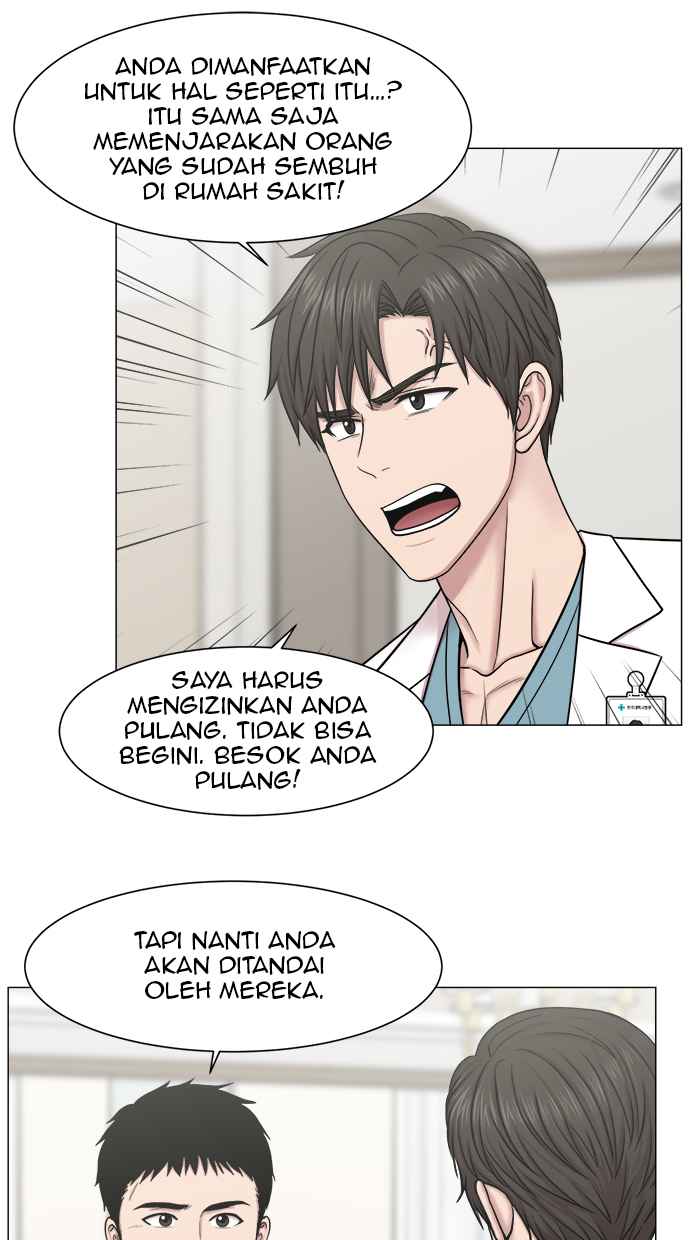 ANDA DIMANFAATKAN
UNTUK HAL SEPERTI ITU...?
ITU SAMA SAJA
MEMENJARAKAN ORANG
YANG SUDAH SEMBUH
DI RUMAH SAKIT!
SAYA HARUS
MENGIZINKAN ANDA
PULANG. TIDAK BISA
BEGINI. BESOK ANDA
PULANG!
TAPI NANTI ANDA
AKAN DITANDAI
OLEH MEREKA.